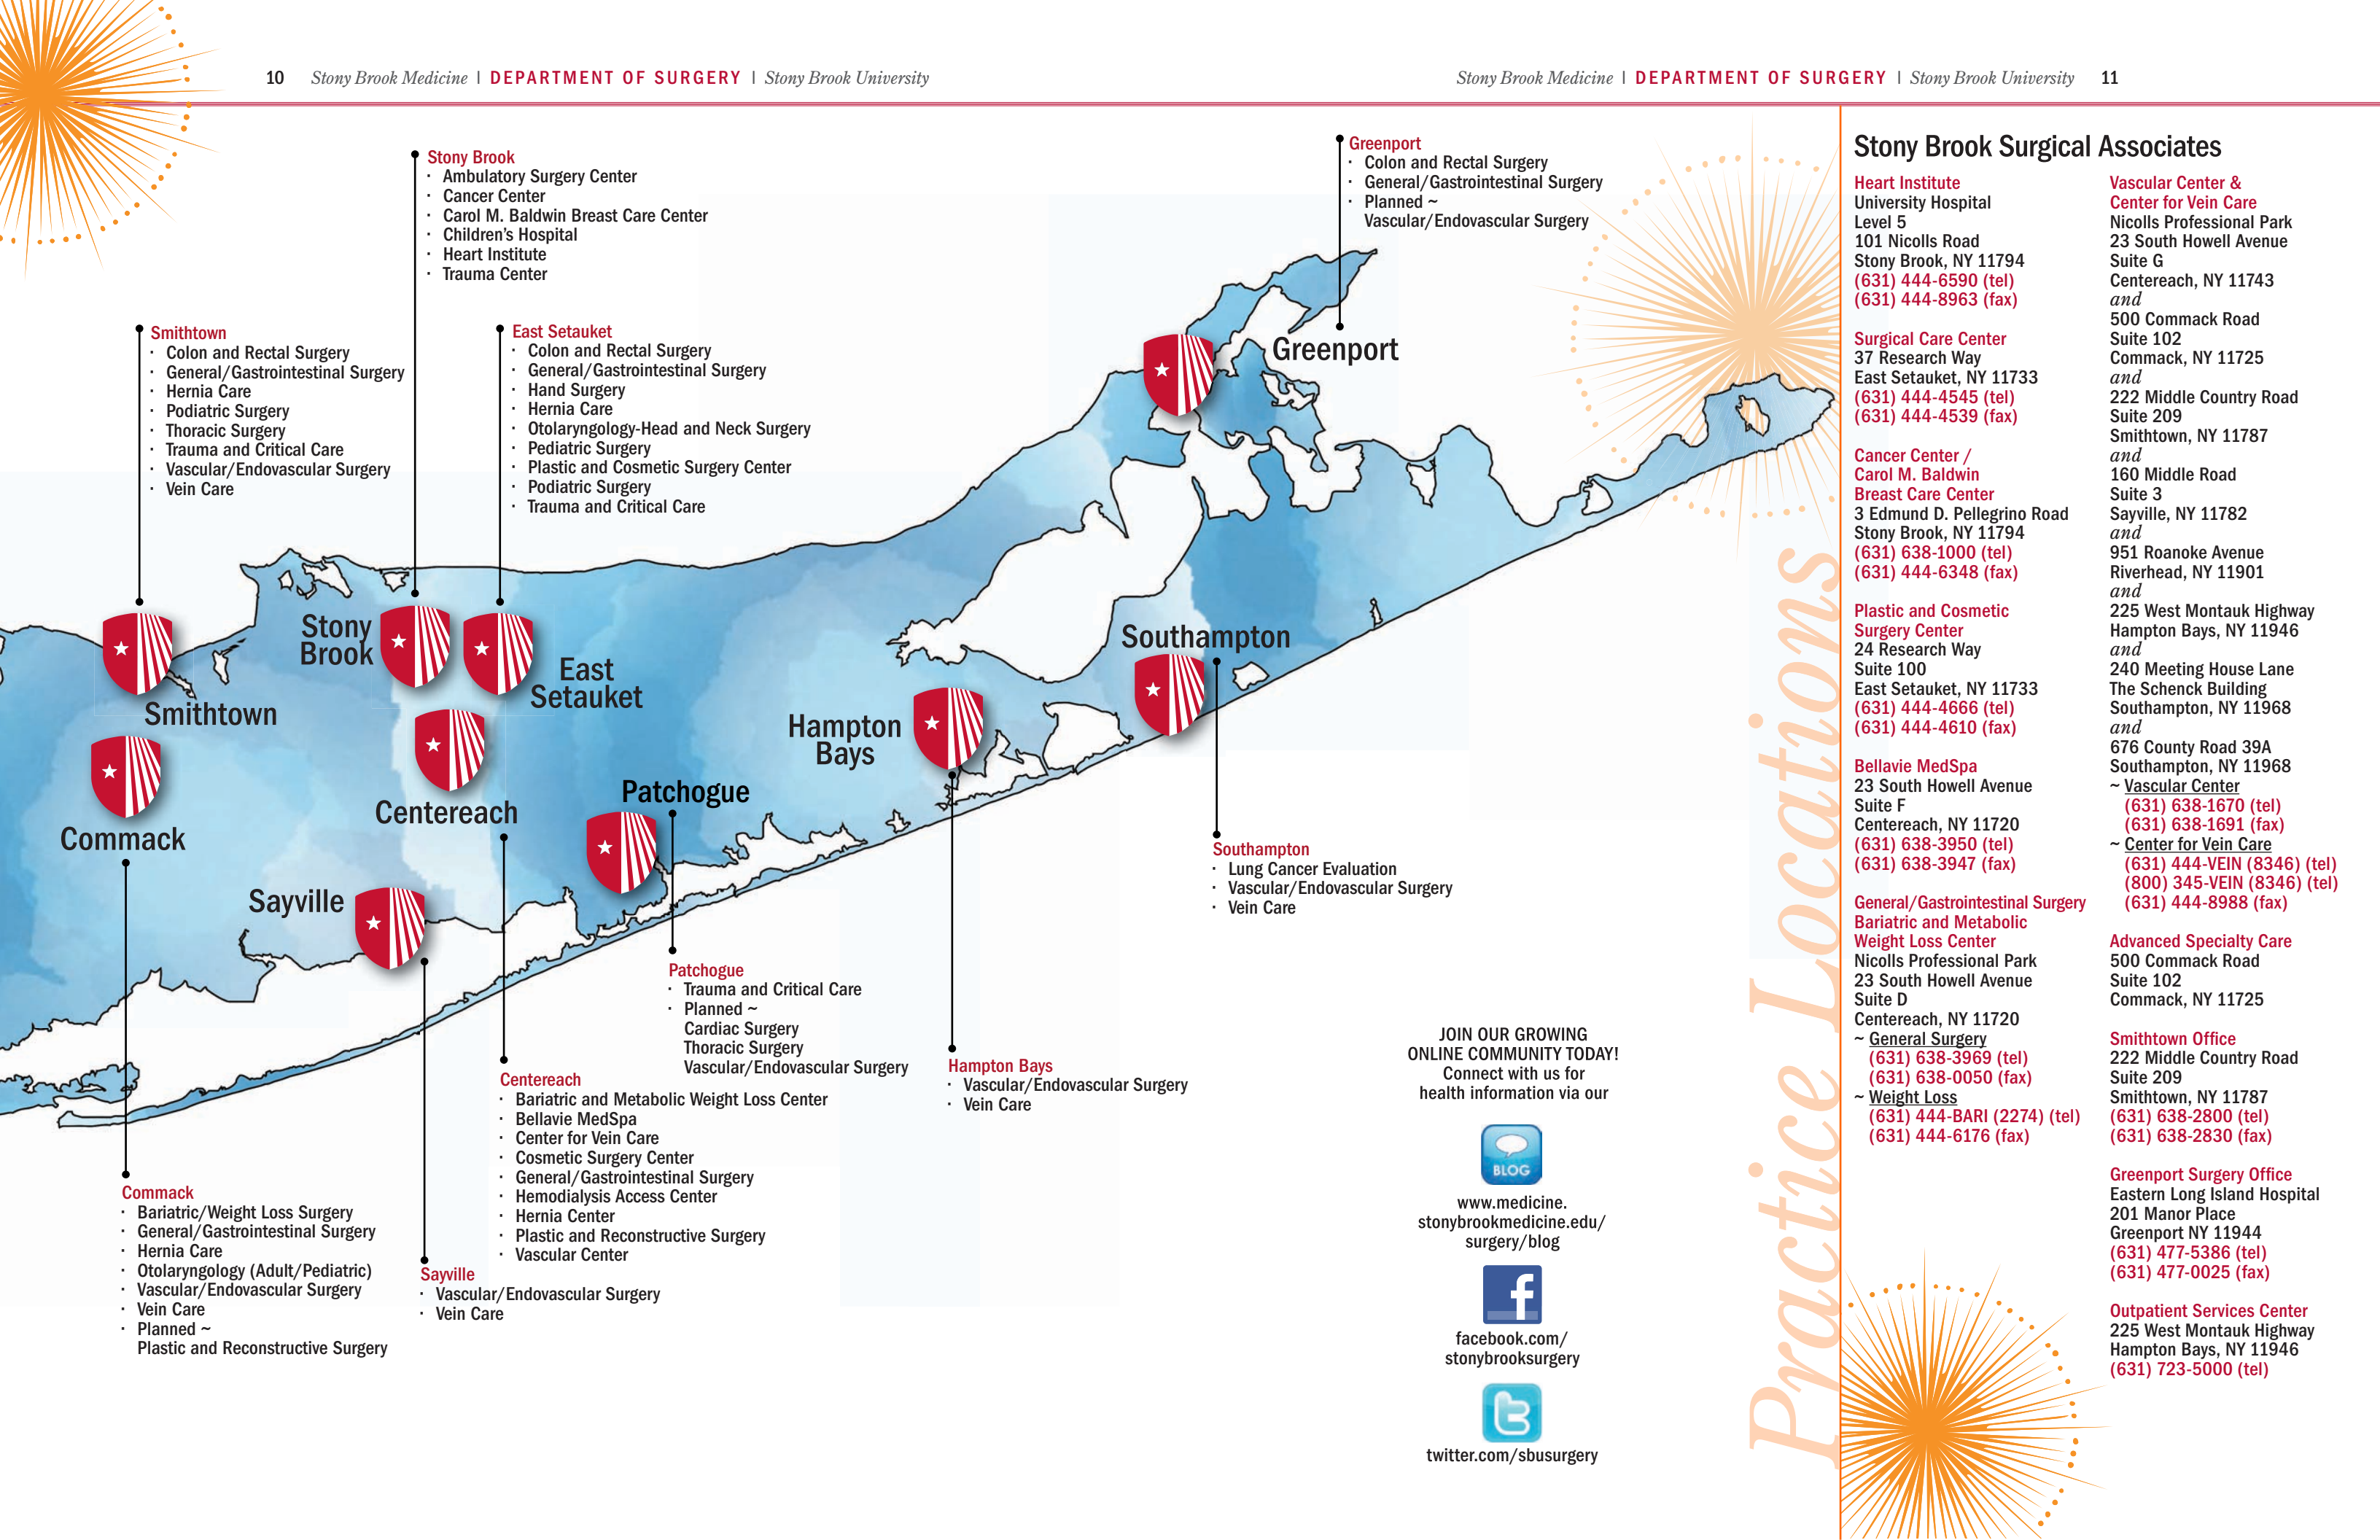 10 Stony Brook Medicine | DEPARTMENT OF SURGERY | Stony Brook University
Stony Brook Medicine | DEPARTMENT OF SURGERY | Stony Brook University 11
Stony Brook
· Ambulatory Surgery Center
· Cancer Center
· Carol M. Baldwin Breast Care Center
· Children's Hospital
· Heart Institute
· Trauma Center
Greenport
· Colon and Rectal Surgery
· General/Gastrointestinal Surgery
· Planned ~
Vascular/Endovascular Surgery
Smithtown
· Colon and Rectal Surgery
· General/Gastrointestinal Surgery
· Hernia Care
· Podiatric Surgery
· Thoracic Surgery
· Trauma and Critical Care
· Vascular/Endovascular Surgery
· Vein Care
East Setauket
· Colon and Rectal Surgery
· General/Gastrointestinal Surgery
· Hand Surgery
· Hernia Care
· Otolaryngology-Head and Neck Surgery
· Pediatric Surgery
· Plastic and Cosmetic Surgery Center
· Podiatric Surgery
· Trauma and Critical Care
Greenport
Stony
Brook
East
Setauket
Smithtown
Southampton
Hampton
Bays
Centereach
Patchogue
Commack
Sayville
Southampton
· Lung Cancer Evaluation
· Vascular/Endovascular Surgery
· Vein Care
Patchogue
· Trauma and Critical Care
· Planned ~
Cardiac Surgery
Thoracic Surgery
Vascular/Endovascular Surgery
Hampton Bays
· Vascular/Endovascular Surgery
· Vein Care
Centereach
· Bariatric and Metabolic Weight Loss Center
· Bellavie MedSpa
· Center for Vein Care
· Cosmetic Surgery Center
· General/Gastrointestinal Surgery
· Hemodialysis Access Center
· Hernia Center
· Plastic and Reconstructive Surgery
· Vascular Center
Commack
· Bariatric/Weight Loss Surgery
· General/Gastrointestinal Surgery
· Hernia Care
· Otolaryngology (Adult/Pediatric)
· Vascular/Endovascular Surgery
· Vein Care
· Planned ~
Plastic and Reconstructive Surgery
Sayville
· Vascular/Endovascular Surgery
· Vein Care
JOIN OUR GROWING
ONLINE COMMUNITY TODAY!
Connect with us for
health information via our
BLOG
www.medicine.
stonybrookmedicine.edu/
surgery/blog
f
facebook.com/
stonybrooksurgery
t
twitter.com/sbusurgery
Practice Locations
Stony Brook Surgical Associates
Heart Institute
University Hospital
Level 5
101 Nicolls Road
Stony Brook, NY 11794
(631) 444-6590 (tel)
(631) 444-8963 (fax)
Surgical Care Center
37 Research Way
East Setauket, NY 11733
(631) 444-4545 (tel)
(631) 444-4539 (fax)
Cancer Center /
Carol M. Baldwin
Breast Care Center
3 Edmund D. Pellegrino Road
Stony Brook, NY 11794
(631) 638-1000 (tel)
(631) 444-6348 (fax)
Plastic and Cosmetic
Surgery Center
24 Research Way
Suite 100
East Setauket, NY 11733
(631) 444-4666 (tel)
(631) 444-4610 (fax)
Bellavie MedSpa
23 South Howell Avenue
Suite F
Centereach, NY 11720
(631) 638-3950 (tel)
(631) 638-3947 (fax)
General/Gastrointestinal Surgery
Bariatric and Metabolic
Weight Loss Center
Nicolls Professional Park
23 South Howell Avenue
Suite D
Centereach, NY 11720
~ General Surgery
(631) 638-3969 (tel)
(631) 638-0050 (fax)
~ Weight Loss
(631) 444-BARI (2274) (tel)
(631) 444-6176 (fax)
Vascular Center &
Center for Vein Care
Nicolls Professional Park
23 South Howell Avenue
Suite G
Centereach, NY 11743
and
500 Commack Road
Suite 102
Commack, NY 11725
and
222 Middle Country Road
Suite 209
Smithtown, NY 11787
and
160 Middle Road
Suite 3
Sayville, NY 11782
and
951 Roanoke Avenue
Riverhead, NY 11901
and
225 West Montauk Highway
Hampton Bays, NY 11946
and
240 Meeting House Lane
The Schenck Building
Southampton, NY 11968
and
676 County Road 39A
Southampton, NY 11968
~ Vascular Center
(631) 638-1670 (tel)
(631) 638-1691 (fax)
~ Center for Vein Care
(631) 444-VEIN (8346) (tel)
(800) 345-VEIN (8346) (tel)
(631) 444-8988 (fax)
Advanced Specialty Care
500 Commack Road
Suite 102
Commack, NY 11725
Smithtown Office
222 Middle Country Road
Suite 209
Smithtown, NY 11787
(631) 638-2800 (tel)
(631) 638-2830 (fax)
Greenport Surgery Office
Eastern Long Island Hospital
201 Manor Place
Greenport NY 11944
(631) 477-5386 (tel)
(631) 477-0025 (fax)
Outpatient Services Center
225 West Montauk Highway
Hampton Bays, NY 11946
(631) 723-5000 (tel)